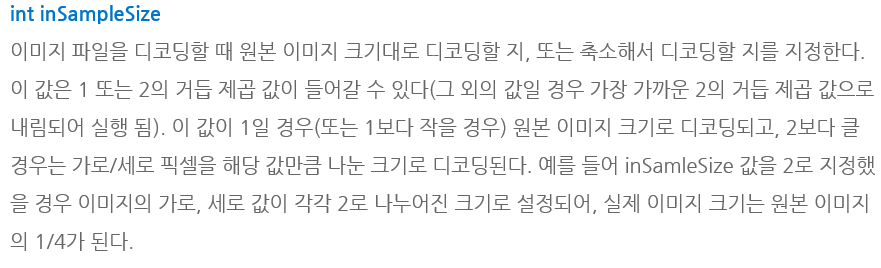 int inSampleSize
이미지 파일을 디코딩할 때 원본 이미지 크기대로 디코딩할 지, 또는 축소해서 디코딩할 지를 지정한다.
이 값은 1 또는 2의 거듭 제곱 값이 들어갈 수 있다(그 외의 값일 경우 가장 가까운 2의 거듭 제곱 값으로
내림되어 실행 됨). 이 값이 1일 경우(또는 1보다 작을 경우) 원본 이미지 크기로 디코딩되고, 2보다 클
경우는 가로/세로 픽셀을 해당 값만큼 나눈 크기로 디코딩된다. 예를 들어 inSamleSize 값을 2로 지정했
을 경우 이미지의 가로, 세로 값이 각각 2로 나누어진 크기로 설정되어, 실제 이미지 크기는 원본 이미지
의 1/4가 된다.